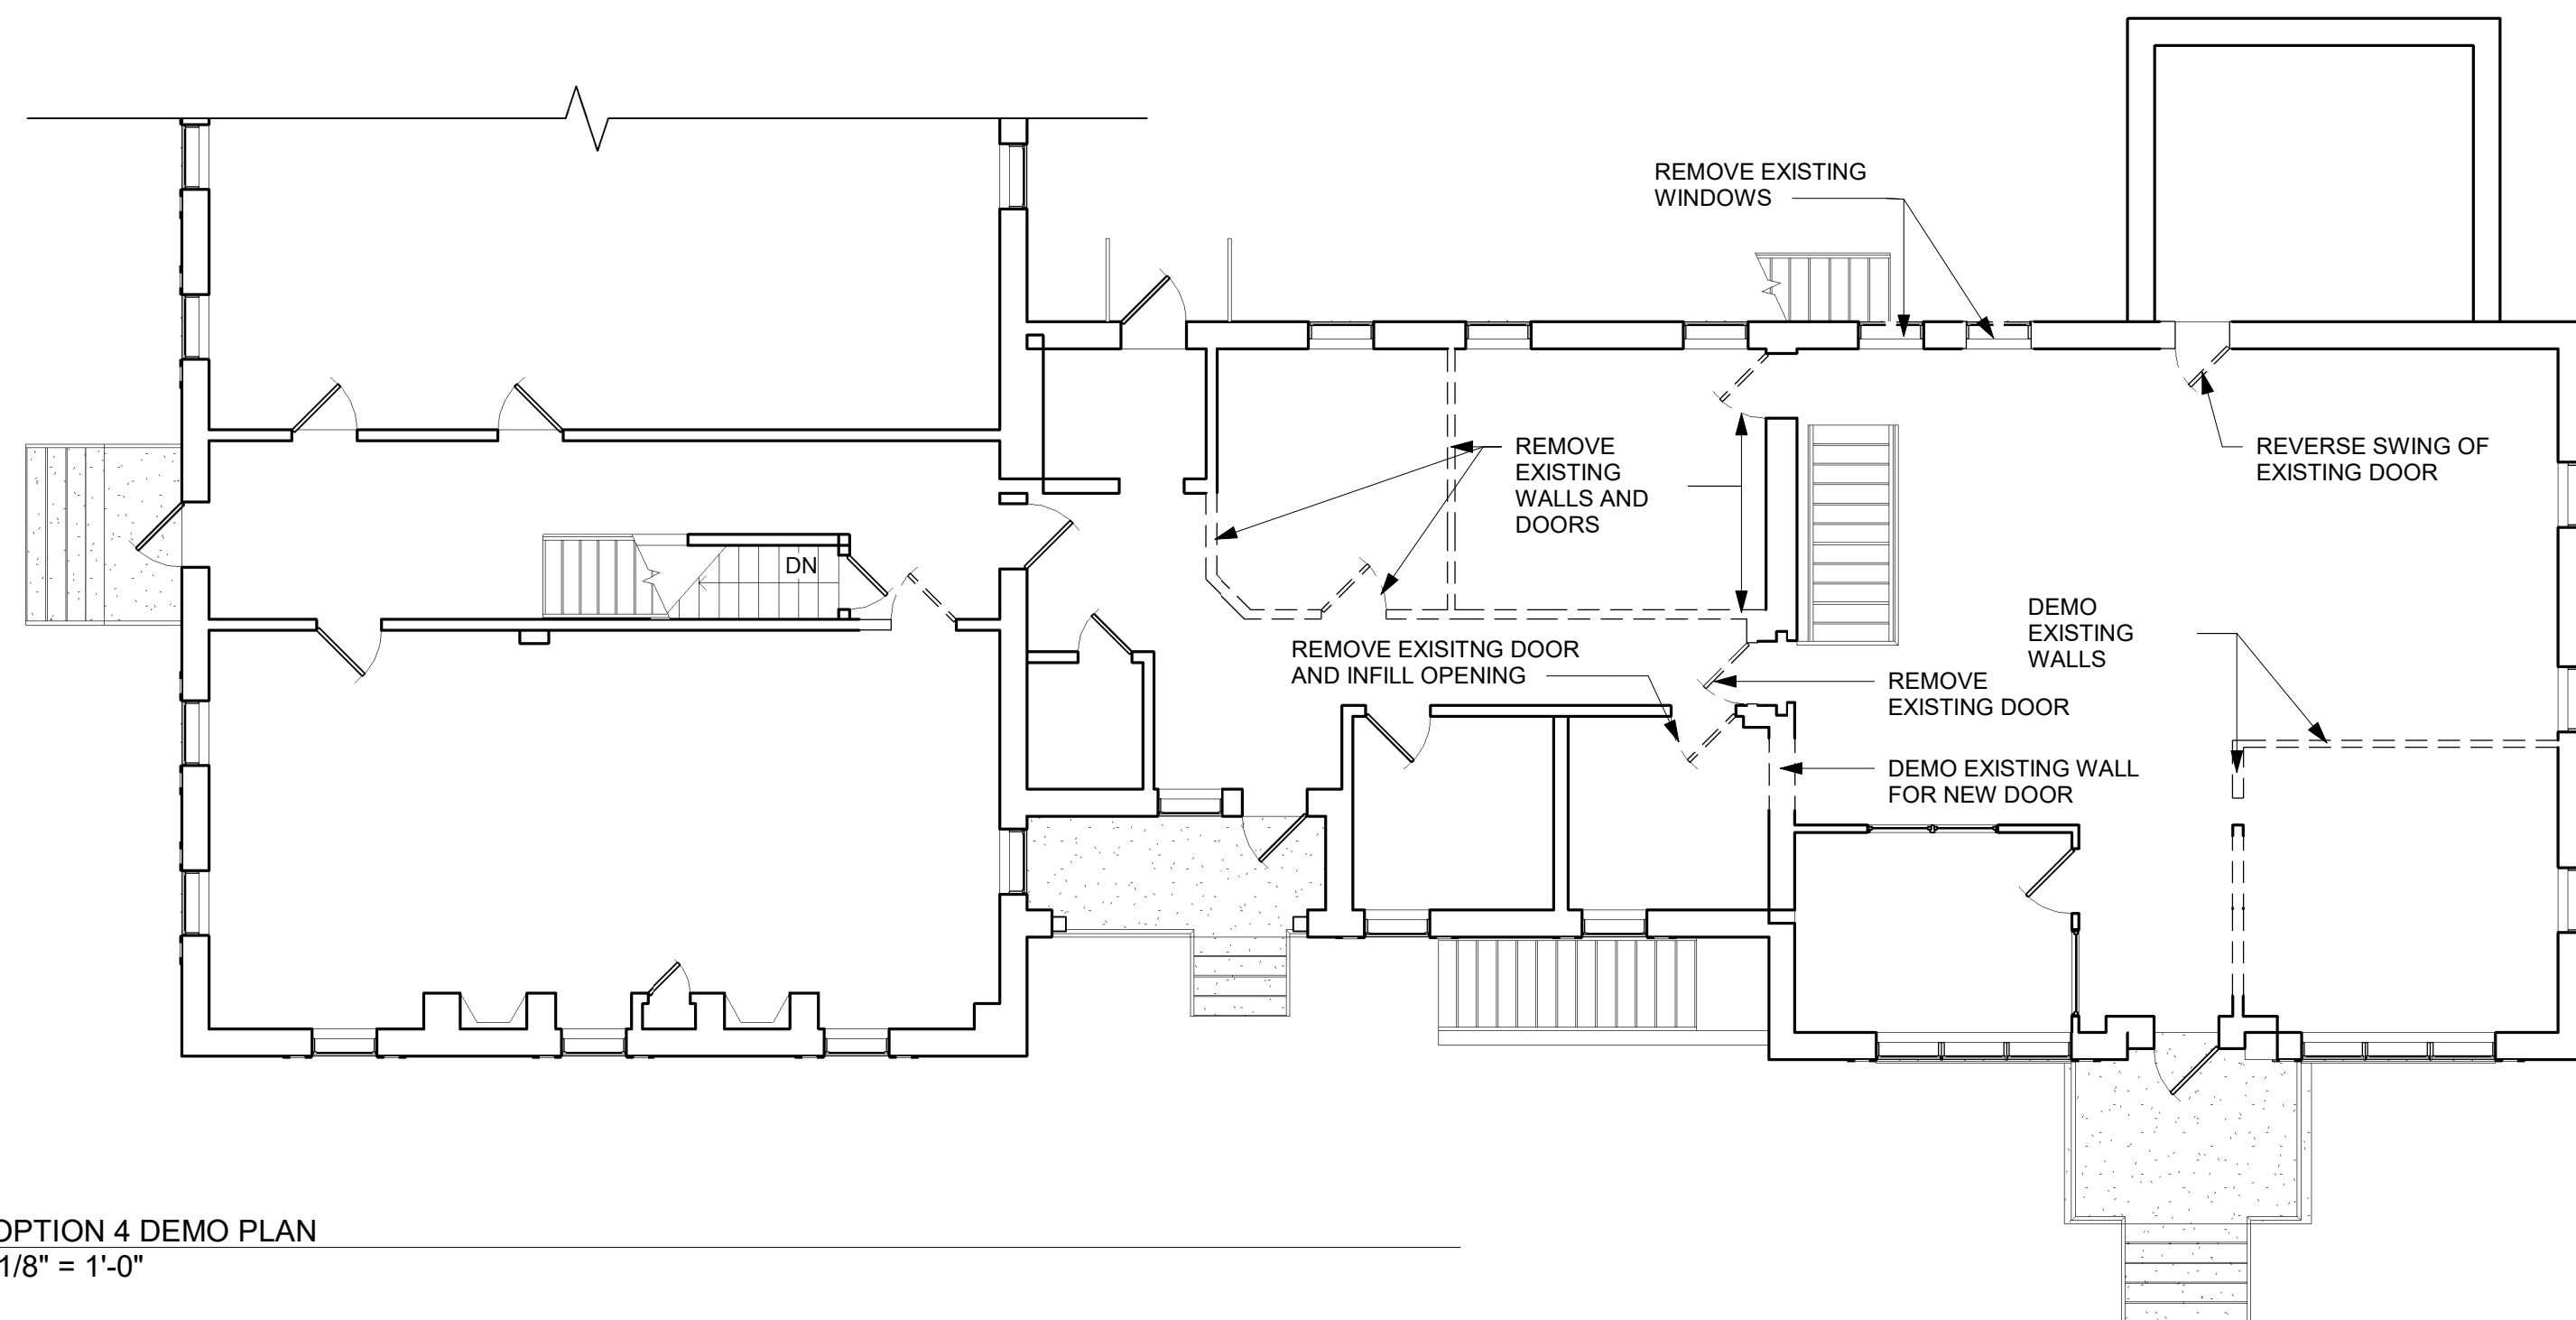 REMOVE EXISTING
WINDOWS
REMOVE
EXISTING
WALLS AND
DOORS
REVERSE SWING OF
EXISTING DOOR
DN
DEMO
EXISTING
WALLS
REMOVE EXISITNG DOOR
AND INFILL OPENING
REMOVE
EXISTING DOOR
DEMO EXISTING WALL
FOR NEW DOOR
OPTION 4 DEMO PLAN
1/8" = 1'-0"